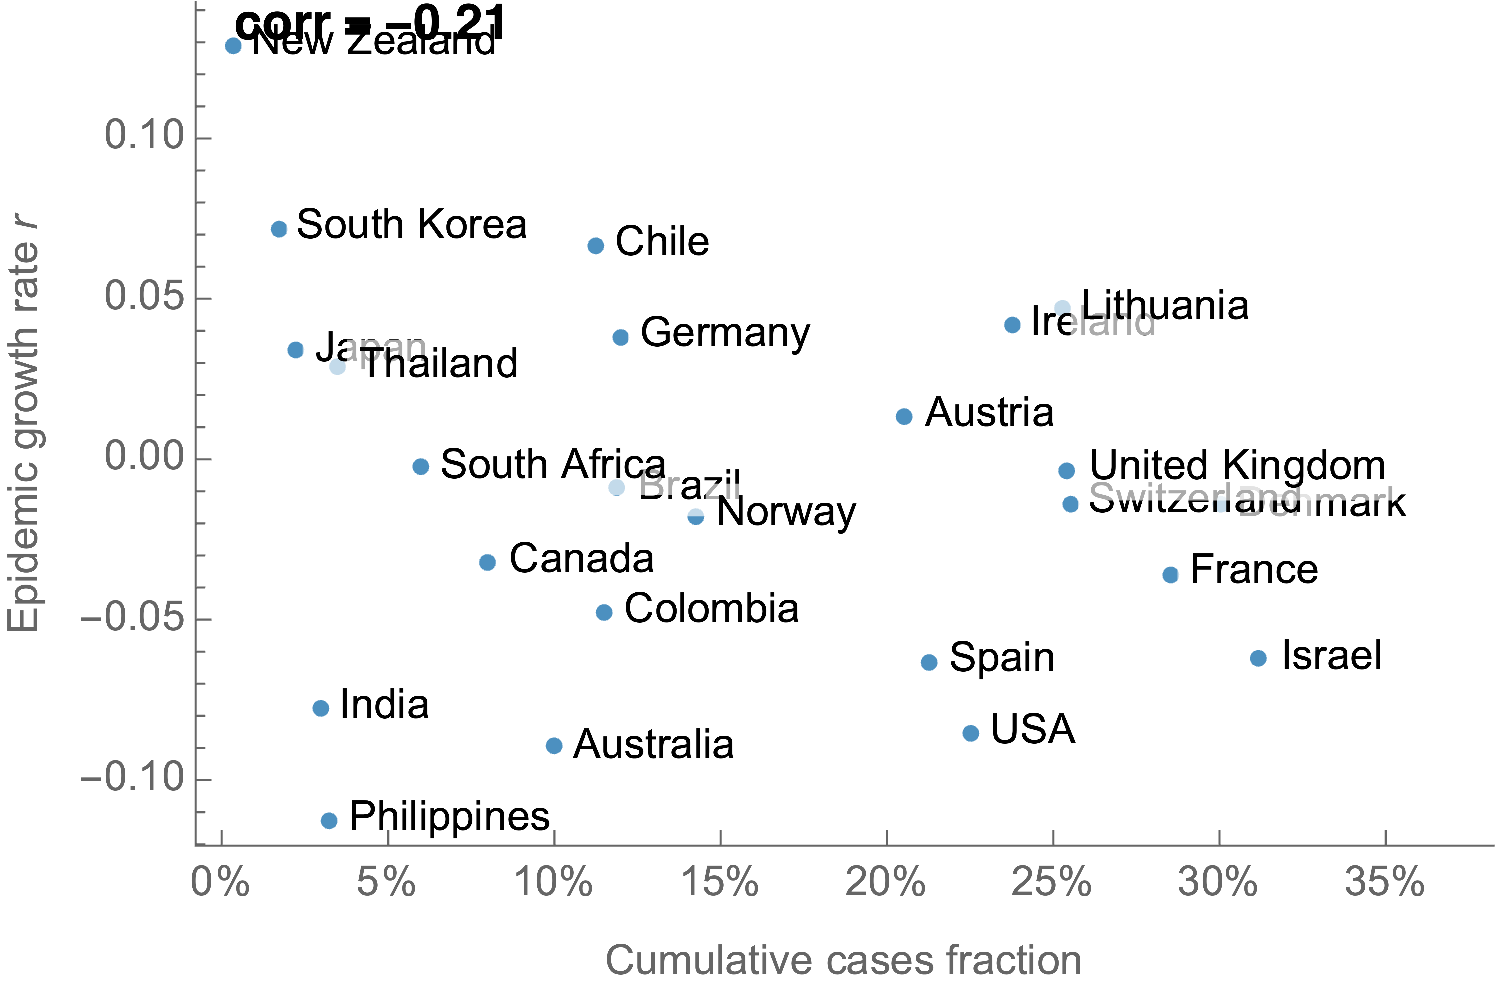 corr = −0.21
New Zealand
0.10
South Korea
Chile
0.05
Lithuania
Ireland
Germany
Japan
Thailand
Austria
0.00
South Africa
United Kingdom
Brazil
Switzerland
Denmark
Norway
Canada
France
−0.05
Colombia
Spain
Israel
India
USA
Australia
−0.10
Philippines
0%
5%
10%
15%
20%
25%
30%
35%
Cumulative cases fraction
Epidemic growth rate r